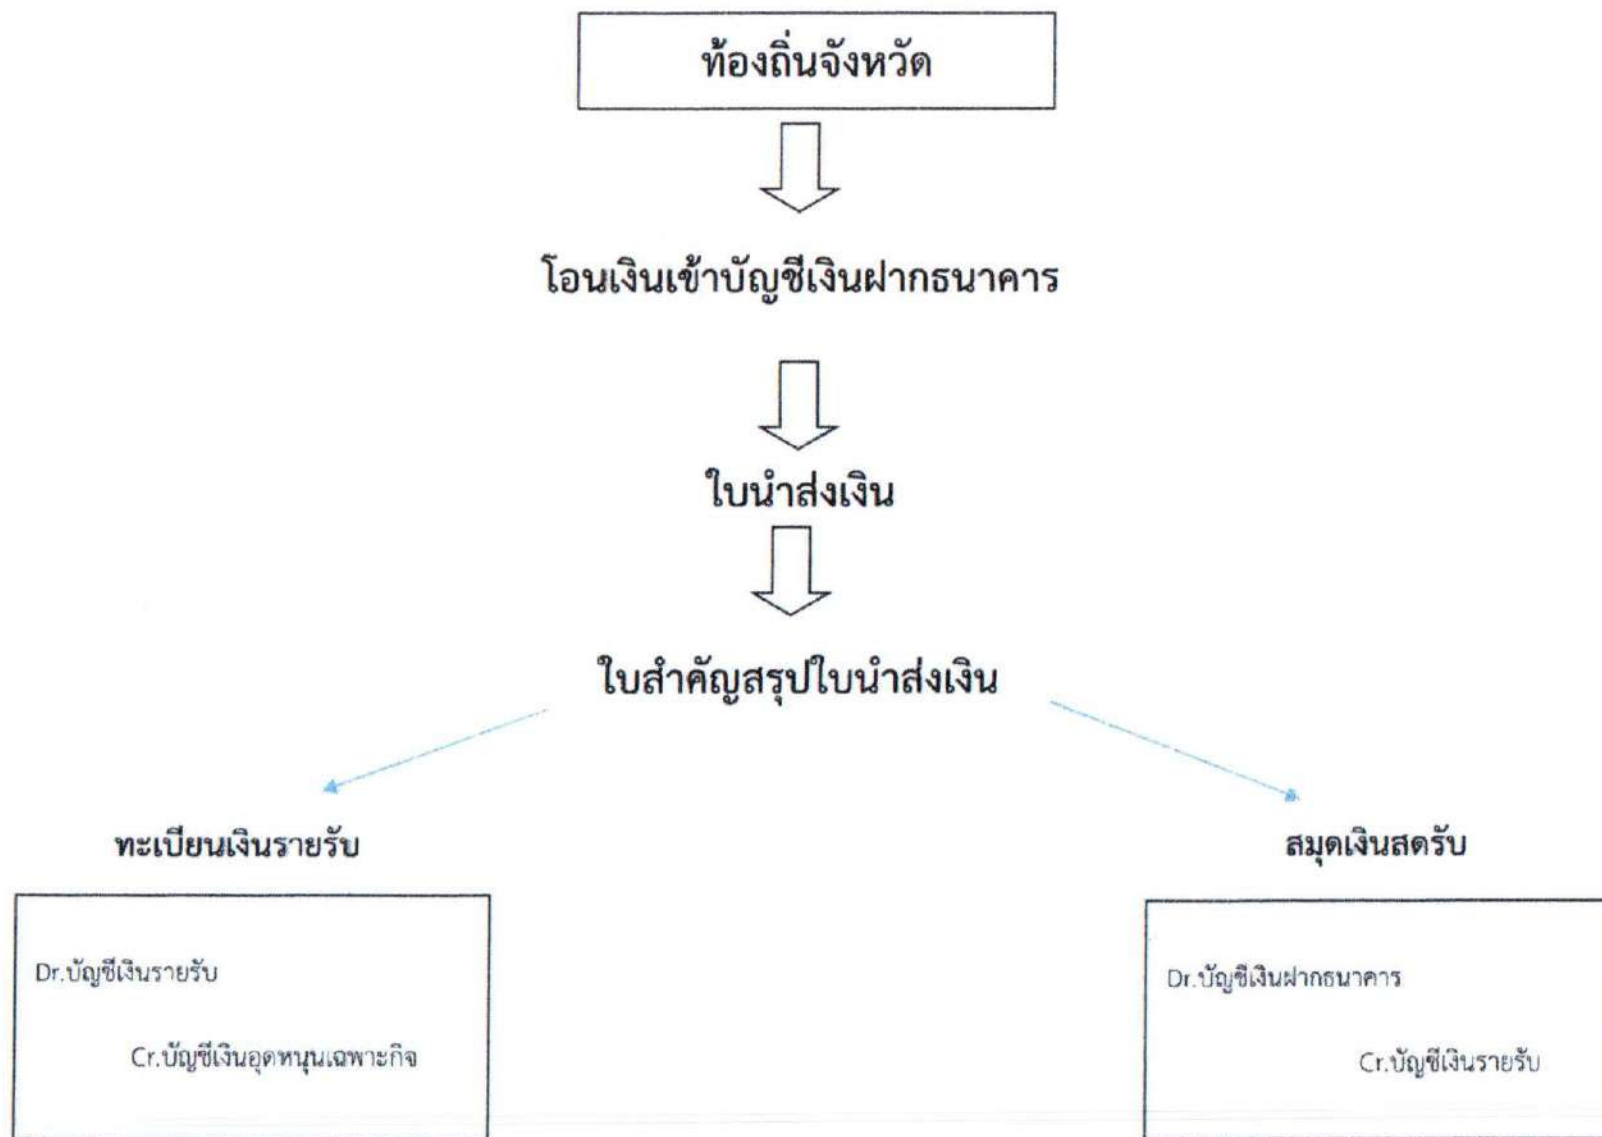 ท้องถิ่นจังหวัด
โอนเงินเข้าบัญชีเงินฝากธนาคาร
ใบนำส่งเงิน
ใบสำคัญสรุปใบนำส่งเงิน
ทะเบียนเงินรายรับ
Dr.บัญชีเงินรายรับ
Cr.บัญชีเงินอุดหนุนเฉพาะกิจ
สมุดเงินสดรับ
Dr.บัญชีเงินฝากธนาคาร
Cr.บัญชีเงินรายรับ